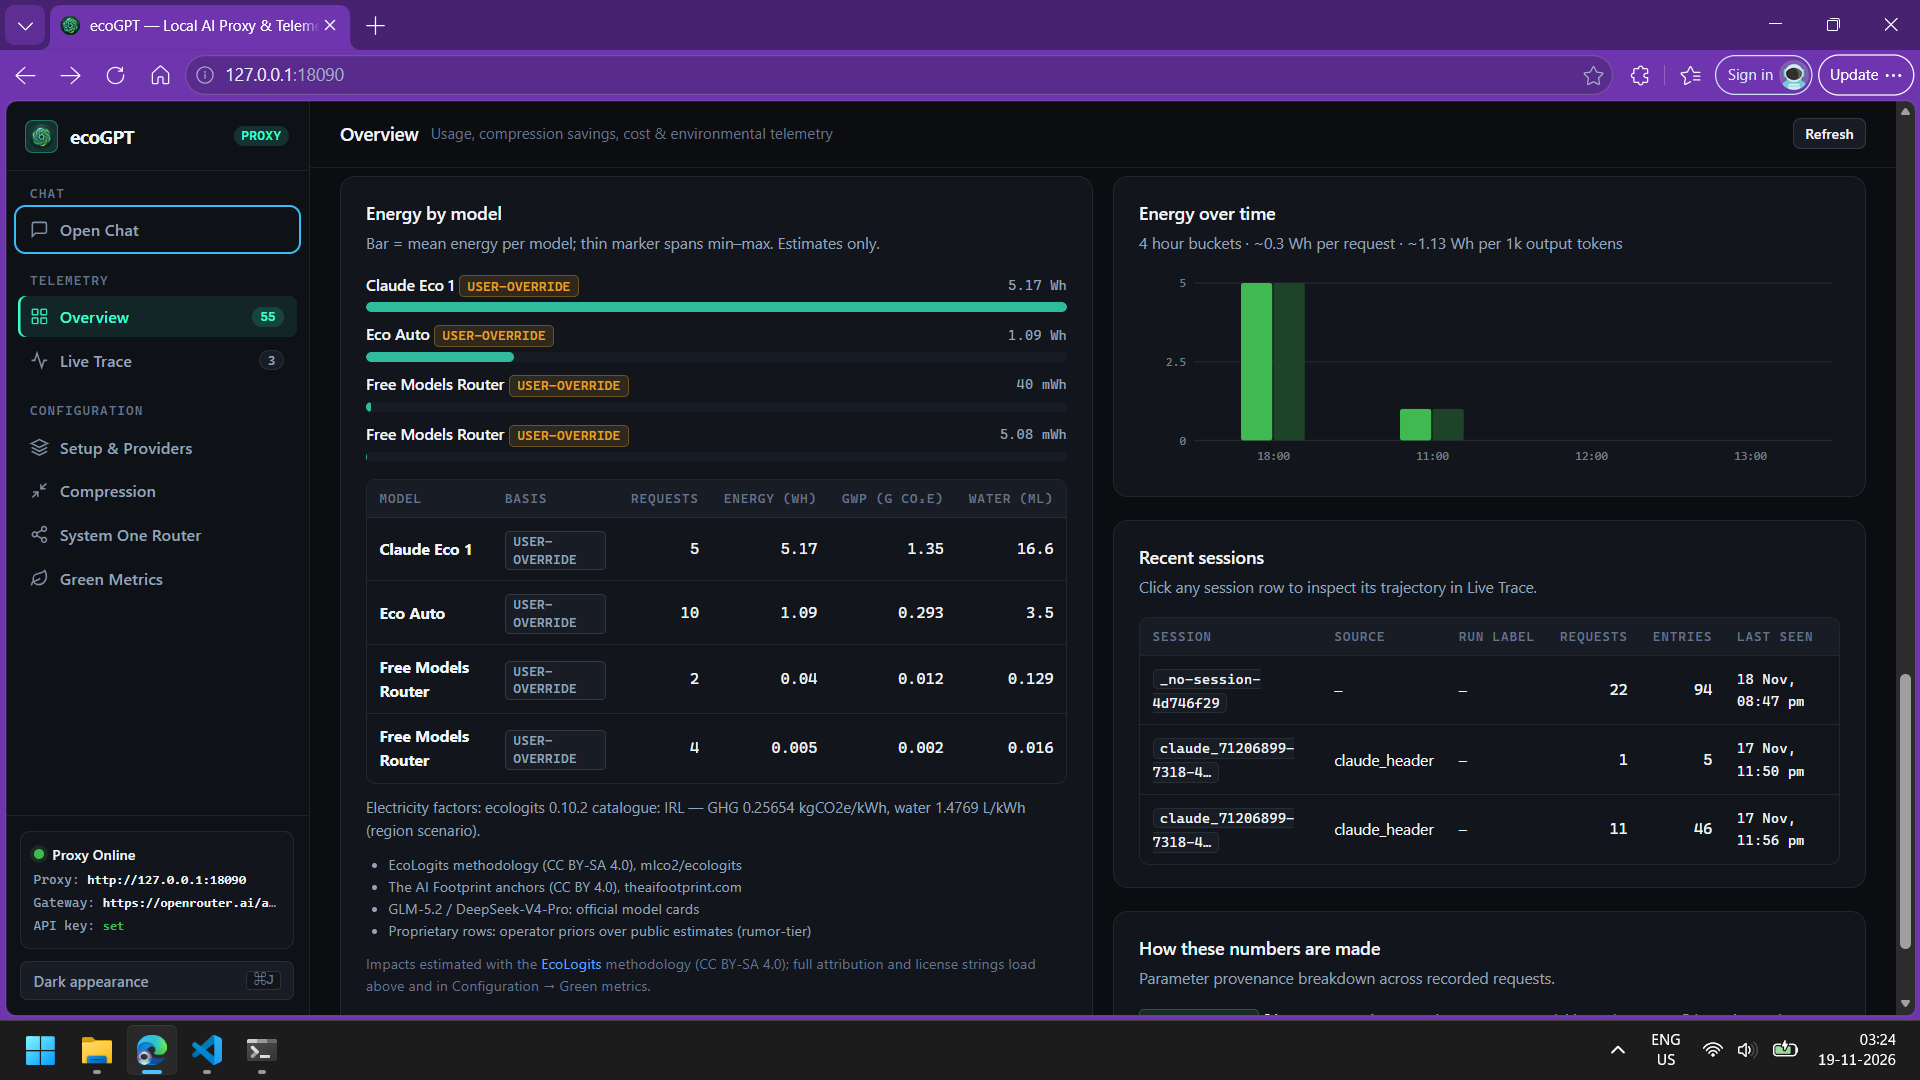 ecoGPT — Local AI Proxy & Telem
127.0.0.1:18090
Sign in
Update
ecoGPT
PROXY
CHAT
Open Chat
TELEMETRY
Overview 55
Live Trace 3
CONFIGURATION
Setup & Providers
Compression
System One Router
Green Metrics
Proxy Online
Proxy: http://127.0.0.1:18090
Gateway: https://openrouter.ai/a…
API key: set
Dark appearance ⌘J
Overview Usage, compression savings, cost & environmental telemetry
Refresh
Energy by model
Bar = mean energy per model; thin marker spans min–max. Estimates only.
Claude Eco 1 USER-OVERRIDE 5.17 Wh
Eco Auto USER-OVERRIDE 1.09 Wh
Free Models Router USER-OVERRIDE 40 mWh
Free Models Router USER-OVERRIDE 5.08 mWh
MODEL BASIS REQUESTS ENERGY (WH) GWP (G CO₂E) WATER (ML)
Claude Eco 1 USER-OVERRIDE 5 5.17 1.35 16.6
Eco Auto USER-OVERRIDE 10 1.09 0.293 3.5
Free Models Router USER-OVERRIDE 2 0.04 0.012 0.129
Free Models Router USER-OVERRIDE 4 0.005 0.002 0.016
Electricity factors: ecologits 0.10.2 catalogue: IRL — GHG 0.25654 kgCO2e/kWh, water 1.4769 L/kWh
(region scenario).
• EcoLogits methodology (CC BY-SA 4.0), mlco2/ecologits
• The AI Footprint anchors (CC BY 4.0), theaifootprint.com
• GLM-5.2 / DeepSeek-V4-Pro: official model cards
• Proprietary rows: operator priors over public estimates (rumor-tier)
Impacts estimated with the EcoLogits methodology (CC BY-SA 4.0); full attribution and license strings load
above and in Configuration → Green metrics.
Energy over time
4 hour buckets · ~0.3 Wh per request · ~1.13 Wh per 1k output tokens
5
2.5
0
18:00 11:00 12:00 13:00
Recent sessions
Click any session row to inspect its trajectory in Live Trace.
SESSION SOURCE RUN LABEL REQUESTS ENTRIES LAST SEEN
_no-session-4d746f29 — — 22 94 18 Nov, 08:47 pm
claude_71206899-7318-4… claude_header — 1 5 17 Nov, 11:50 pm
claude_71206899-7318-4… claude_header — 11 46 17 Nov, 11:56 pm
How these numbers are made
Parameter provenance breakdown across recorded requests.
ENG
US
03:24
19-11-2026